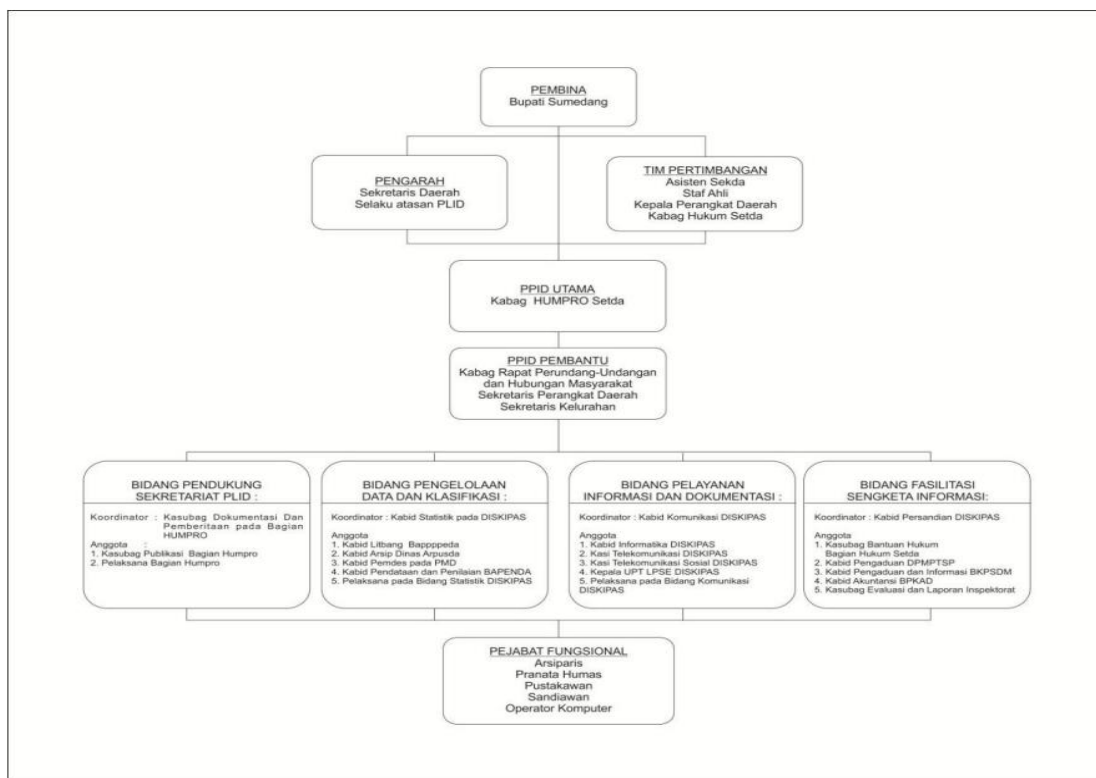 PEMBINA
Bupati Sumedang
PENGARAH
Sekretaris Daerah
Selaku atasan PLID
TIM PERTIMBANGAN
Asisten Sekda
Staf Ahli
Kepala Perangkat Daerah
Kabag Hukum Setda
PPID UTAMA
Kabag HUMPRO Setda
PPID PEMBANTU
Kabag Rapat Perundang-Undangan
dan Hubungan Masyarakat
Sekretaris Perangkat Daerah
Sekretaris Kelurahan
BIDANG PENDUKUNG
SEKRETARIAT PLID :
Koordinator : Kasubag Dokumentasi Dan
Pemberitaan pada Bagian
HUMPRO
Anggota :
1. Kasubag Publikasi Bagian Humpro
2. Pelaksana Bagian Humpro
BIDANG PENGELOLAAN
DATA DAN KLASIFIKASI :
Koordinator : Kabid Statistik pada DISKIPAS
Anggota
1. Kabid Litbang Bappppeda
2. Kabid Arsip Dinas Arpusda
3. Kabid Pemdes pada PMD
4. Kabid Pendataan dan Penilaian BAPENDA
5. Pelaksana pada Bidang Statistik DISKIPAS
BIDANG PELAYANAN
INFORMASI DAN DOKUMENTASI :
Koordinator : Kabid Komunikasi DISKIPAS
Anggota
1. Kabid Informatika DISKIPAS
2. Kasi Telekomunikasi DISKIPAS
3. Kasi Telekomunikasi Sosial DISKIPAS
4. Kepala UPT LPSE DISKIPAS
5. Pelaksana pada Bidang Komunikasi
DISKIPAS
BIDANG FASILITASI
SENGKETA INFORMASI:
Koordinator : Kabid Persandian DISKIPAS
Anggota
1. Kasubag Bantuan Hukum
Bagian Hukum Setda
2. Kabid Pengaduan DPMPTSP
3. Kabid Pengaduan dan Informasi BKPSDM
4. Kabid Akuntansi BPKAD
5. Kasubag Evaluasi dan Laporan Inspektorat
PEJABAT FUNGSIONAL
Arsiparis
Pranata Humas
Pustakawan
Sandiawan
Operator Komputer